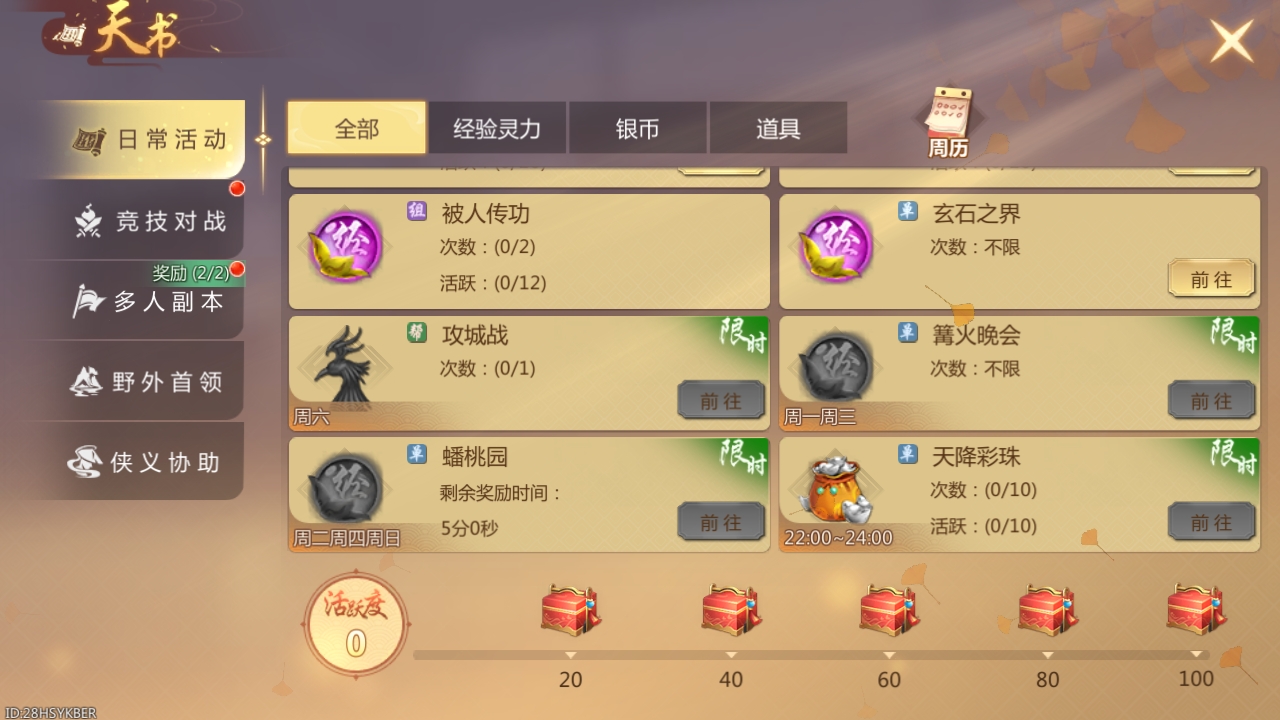 天书
日常活动
竞技对战
奖励 (2/2)
多人副本
野外首领
侠义协助
全部
经验灵力
银币
道具
周历
经
组
被人传功
次数：(0/2)
活跃：(0/12)
经
单
玄石之界
次数：不限
前往
帮
攻城战
限时
次数：(0/1)
前往
周六
经
单
篝火晚会
限时
次数：不限
前往
周一周三
经
单
蟠桃园
限时
剩余奖励时间：
5分0秒
前往
周二周四周日
单
天降彩珠
限时
次数：(0/10)
活跃：(0/10)
前往
22:00~24:00
活跃度
0
20
40
60
80
100
ID:28HSYKBER